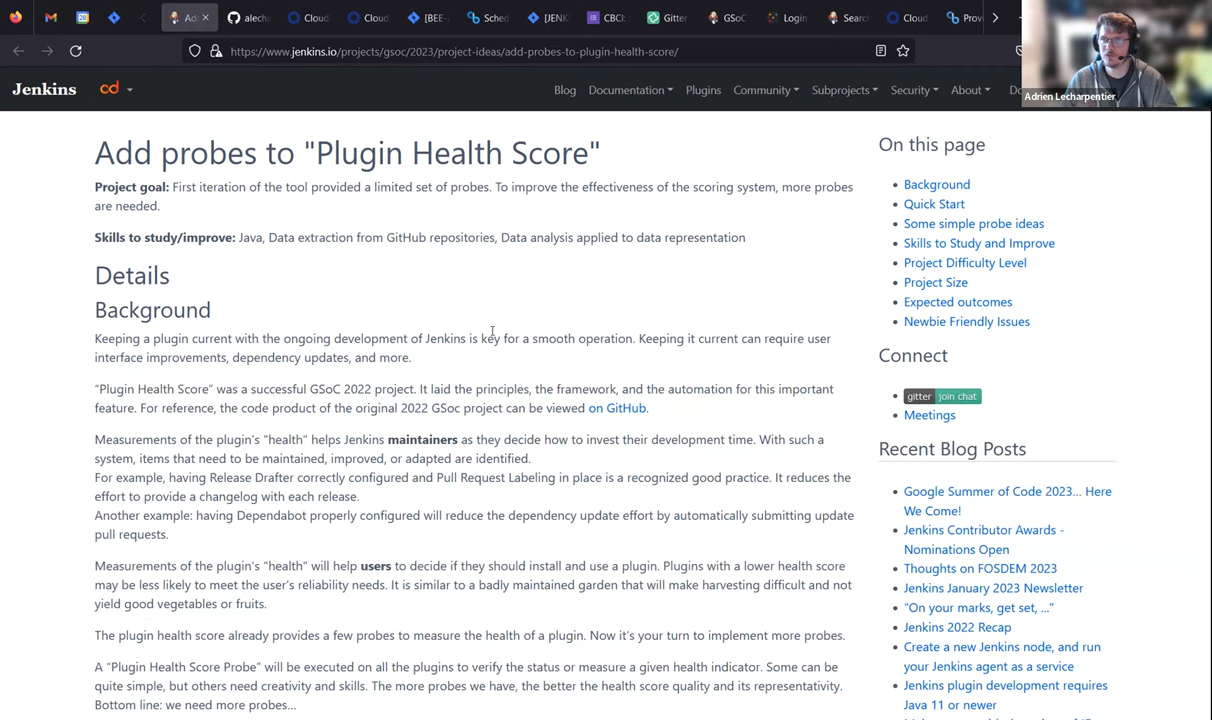 Ad
alecha
Cloud
Cloud
[BEE-
Sched
[JENK
CBCI:
Gitter
GSoC
Login
Searc
Cloud
Prov
https://www.jenkins.io/projects/gsoc/2023/project-ideas/add-probes-to-plugin-health-score/
Adrien Lecharpentier
Jenkins
cd
Blog
Documentation
Plugins
Community
Subprojects
Security
About
Do
Add probes to "Plugin Health Score"
Project goal: First iteration of the tool provided a limited set of probes. To improve the effectiveness of the scoring system, more probes
are needed.
Skills to study/improve: Java, Data extraction from GitHub repositories, Data analysis applied to data representation
Details
Background
Keeping a plugin current with the ongoing development of Jenkins is key for a smooth operation. Keeping it current can require user
interface improvements, dependency updates, and more.
“Plugin Health Score” was a successful GSoC 2022 project. It laid the principles, the framework, and the automation for this important
feature. For reference, the code product of the original 2022 GSoc project can be viewed on GitHub.
Measurements of the plugin’s “health” helps Jenkins maintainers as they decide how to invest their development time. With such a
system, items that need to be maintained, improved, or adapted are identified.
For example, having Release Drafter correctly configured and Pull Request Labeling in place is a recognized good practice. It reduces the
effort to provide a changelog with each release.
Another example: having Dependabot properly configured will reduce the dependency update effort by automatically submitting update
pull requests.
Measurements of the plugin’s “health” will help users to decide if they should install and use a plugin. Plugins with a lower health score
may be less likely to meet the user’s reliability needs. It is similar to a badly maintained garden that will make harvesting difficult and not
yield good vegetables or fruits.
The plugin health score already provides a few probes to measure the health of a plugin. Now it’s your turn to implement more probes.
A “Plugin Health Score Probe” will be executed on all the plugins to verify the status or measure a given health indicator. Some can be
quite simple, but others need creativity and skills. The more probes we have, the better the health score quality and its representativity.
Bottom line: we need more probes…
On this page
Background
Quick Start
Some simple probe ideas
Skills to Study and Improve
Project Difficulty Level
Project Size
Expected outcomes
Newbie Friendly Issues
Connect
gitter join chat
Meetings
Recent Blog Posts
Google Summer of Code 2023... Here
We Come!
Jenkins Contributor Awards -
Nominations Open
Thoughts on FOSDEM 2023
Jenkins January 2023 Newsletter
"On your marks, get set, ..."
Jenkins 2022 Recap
Create a new Jenkins node, and run
your Jenkins agent as a service
Jenkins plugin development requires
Java 11 or newer